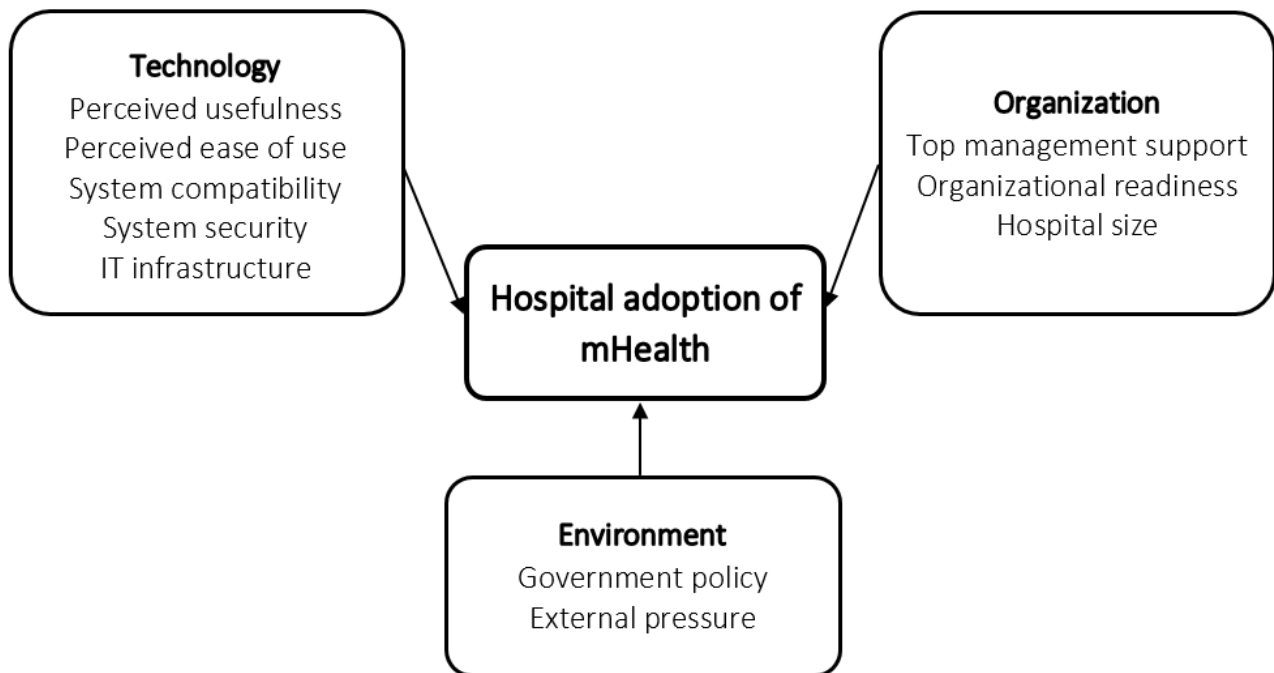 Technology
Perceived usefulness
Perceived ease of use
System compatibility
System security
IT infrastructure
Organization
Top management support
Organizational readiness
Hospital size
Hospital adoption of
mHealth
Environment
Government policy
External pressure